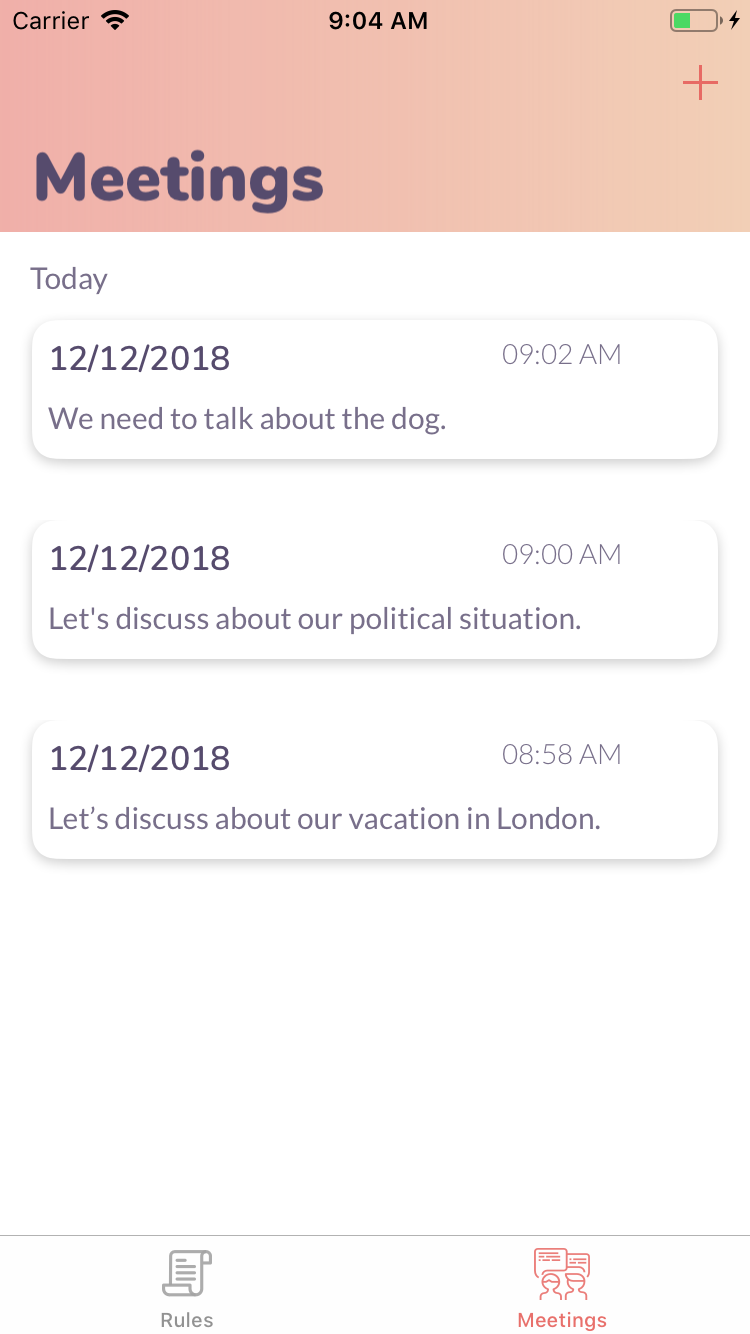 Carrier 9:04 AM
Meetings
Today
12/12/2018 09:02 AM
We need to talk about the dog.
12/12/2018 09:00 AM
Let's discuss about our political situation.
12/12/2018 08:58 AM
Let’s discuss about our vacation in London.
Rules Meetings